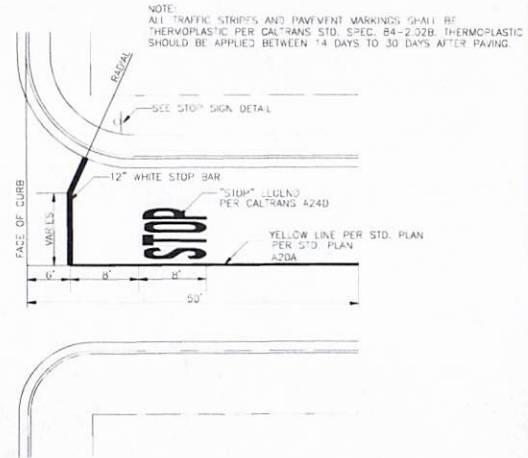 NOTE:
ALL TRAFFIC STRIPES AND PAVEMENT MARKINGS SHALL BE
THERMOPLASTIC PER CALTRANS STD. SPEC. 84-2.02B. THERMOPLASTIC
SHOULD BE APPLIED BETWEEN 14 DAYS TO 30 DAYS AFTER PAVING.
RADIAL
SEE STOP SIGN DETAIL
12" WHITE STOP BAR
"STOP" LEGEND
PER CALTRANS A24D
FACE OF CURB
VARIES
STOP
YELLOW LINE PER STD. PLAN
PER STD. PLAN
A20A
6' 8' 8'
50'